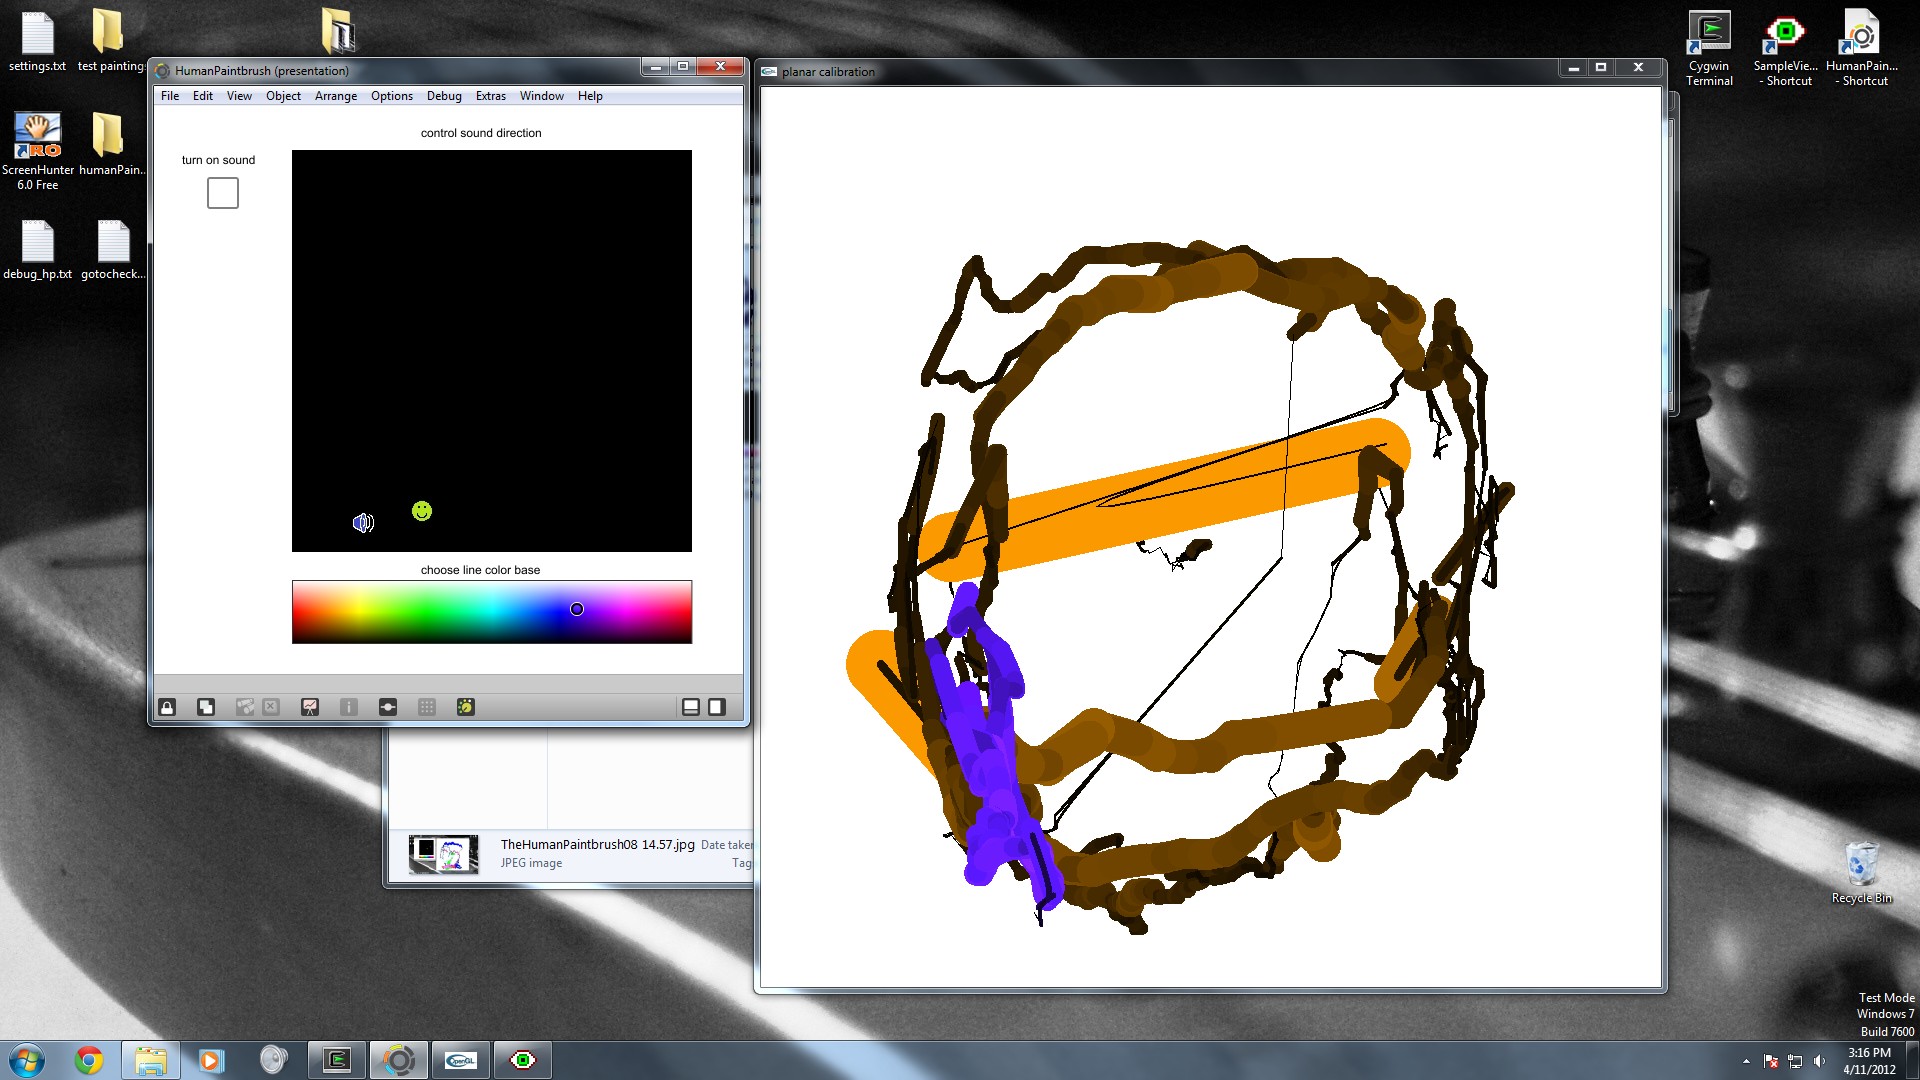 settings.txt
test painting
Cygwin
Terminal
SampleVie...
- Shortcut
HumanPain...
- Shortcut
ScreenHunter
6.0 Free
humanPain...
debug_hp.txt
gotocheck...
HumanPaintbrush (presentation)
File Edit View Object Arrange Options Debug Extras Window Help
control sound direction
turn on sound
choose line color base
planar calibration
TheHumanPaintbrush08 14.57.jpg Date taken
JPEG image Tag
Recycle Bin
Test Mode
Windows 7
Build 7600
OpenGL
3:16 PM
4/11/2012